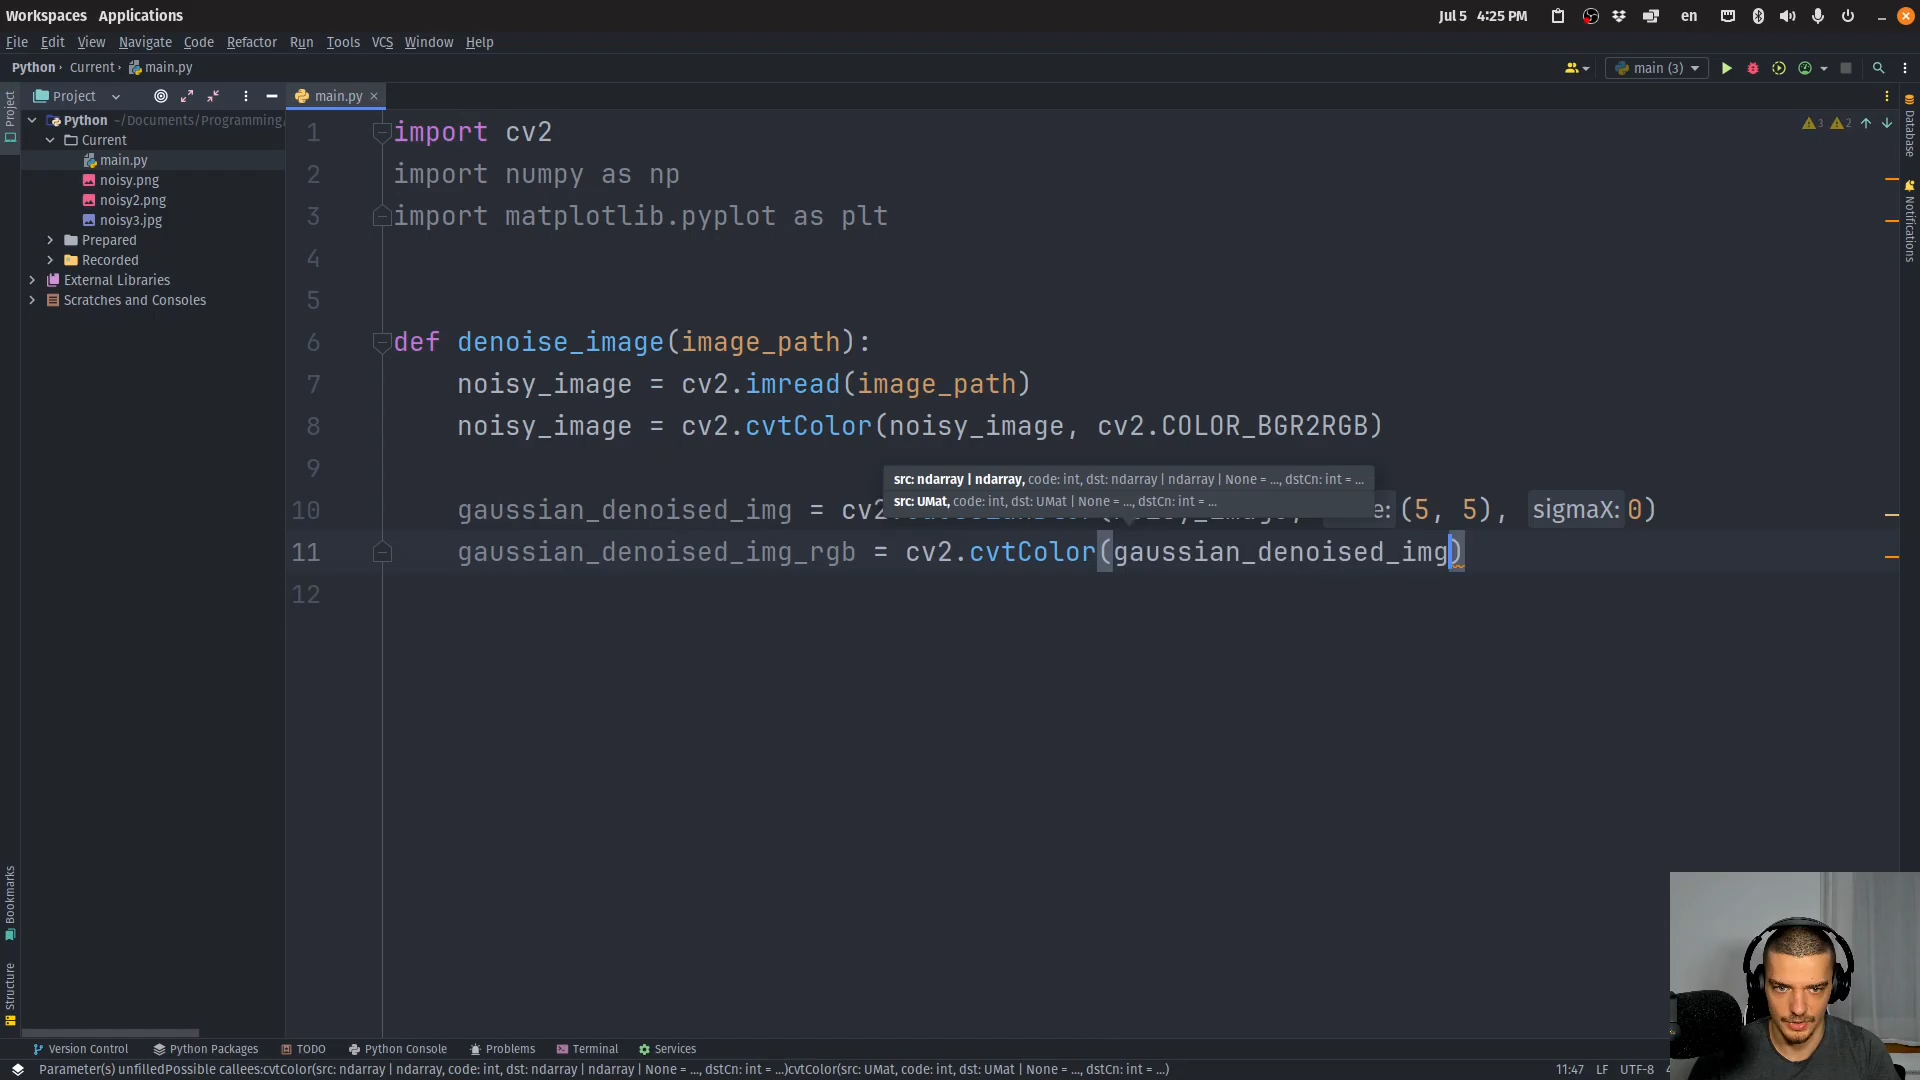 Workspaces Applications
Jul 5 4:25 PM
en
File Edit View Navigate Code Refactor Run Tools VCS Window Help
Python Current main.py
main (3)
Project
Project
main.py
3 2
Python ~/Documents/Programming/
Current
main.py
noisy.png
noisy2.png
noisy3.jpg
Prepared
Recorded
External Libraries
Scratches and Consoles
Database
Notifications
Bookmarks
Structure
1 import cv2
2 import numpy as np
3 import matplotlib.pyplot as plt
4
5
6 def denoise_image(image_path):
7 noisy_image = cv2.imread(image_path)
8 noisy_image = cv2.cvtColor(noisy_image, cv2.COLOR_BGR2RGB)
9
src: ndarray | ndarray, code: int, dst: ndarray | ndarray | None = ..., dstCn: int = ...
src: UMat, code: int, dst: UMat | None = ..., dstCn: int = ...
10 gaussian_denoised_img = cv2 e: (5, 5), sigmaX: 0)
11 gaussian_denoised_img_rgb = cv2.cvtColor(gaussian_denoised_img)
12
Version Control Python Packages TODO Python Console Problems Terminal Services
Parameter(s) unfilledPossible callees:cvtColor(src: ndarray | ndarray, code: int, dst: ndarray | ndarray | None = ..., dstCn: int = ...)cvtColor(src: UMat, code: int, dst: UMat | None = ..., dstCn: int = ...)
11:47 LF UTF-8